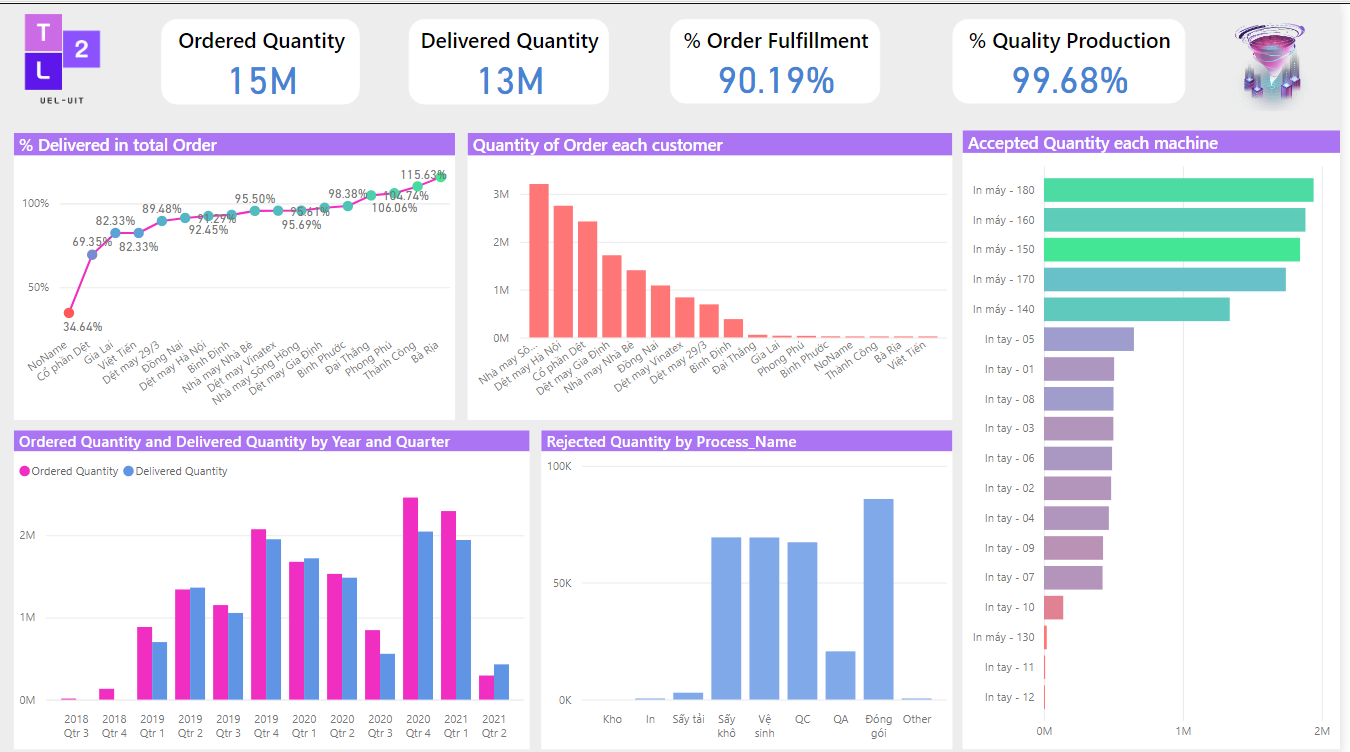 T
2
L
UEL-UIT
Ordered Quantity
15M
Delivered Quantity
13M
% Order Fulfillment
90.19%
% Quality Production
99.68%
% Delivered in total Order
100%
50%
34.64%
69.35%
82.33%
82.33%
89.48%
91.29%
92.45%
95.50%
95.69%
95.61%
98.38%
106.06%
104.74%
115.63%
NoName
Cổ phần Dệt
Gia Lai
Việt Tiến
Dệt may 29/3
Đồng Nai
Dệt may Hà Nội
Bình Định
Nhà may Nhà Bè
Dệt may Vinatex
Nhà may Sông Hồng
Dệt may Gia Định
Bình Phước
Đại Thắng
Phong Phú
Thành Công
Bà Rịa
Quantity of Order each customer
3M
2M
1M
0M
Nhà may Sô...
Dệt may Hà Nội
Cổ phần Dệt
Dệt may Gia Định
Nhà may Nhà Bè
Đồng Nai
Dệt may Vinatex
Dệt may 29/3
Bình Định
Đại Thắng
Gia Lai
Phong Phú
Bình Phước
NoName
Thành Công
Bà Rịa
Việt Tiến
Accepted Quantity each machine
In máy - 180
In máy - 160
In máy - 150
In máy - 170
In máy - 140
In tay - 05
In tay - 01
In tay - 08
In tay - 03
In tay - 06
In tay - 02
In tay - 04
In tay - 09
In tay - 07
In tay - 10
In máy - 130
In tay - 11
In tay - 12
0M
1M
2M
Ordered Quantity and Delivered Quantity by Year and Quarter
Ordered Quantity
Delivered Quantity
2M
1M
0M
2018
Qtr 3
2018
Qtr 4
2019
Qtr 1
2019
Qtr 2
2019
Qtr 3
2019
Qtr 4
2020
Qtr 1
2020
Qtr 2
2020
Qtr 3
2020
Qtr 4
2021
Qtr 1
2021
Qtr 2
Rejected Quantity by Process_Name
100K
50K
0K
Kho
In
Sấy tải
Sấy
khô
Vệ
sinh
QC
QA
Đóng
gói
Other